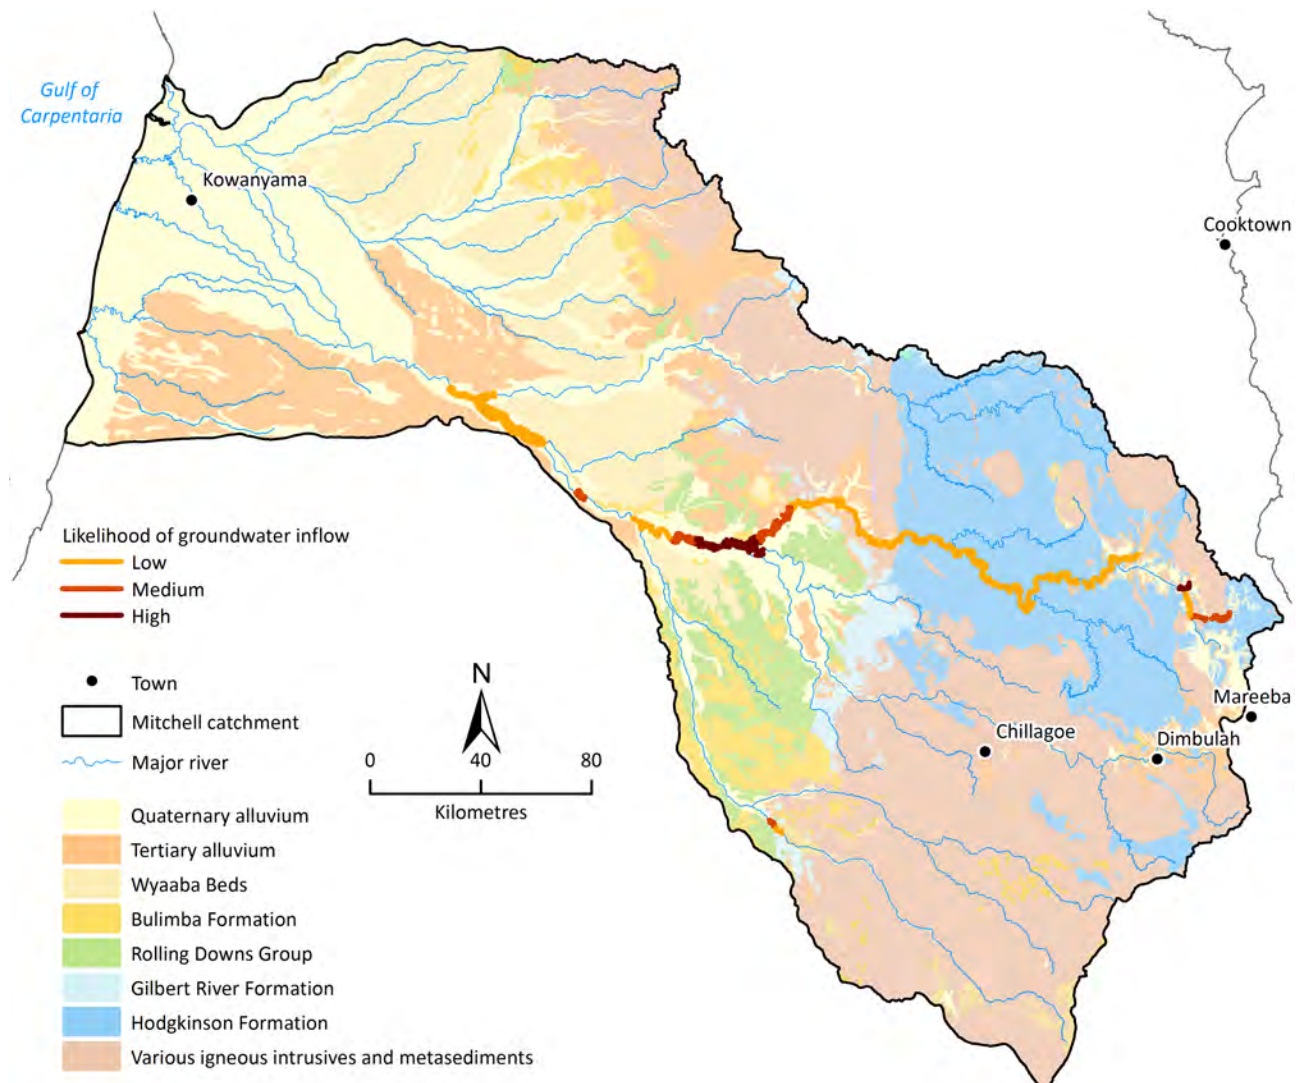 Gulf of
Carpentaria
Kowanyama
Cooktown
Likelihood of groundwater inflow
Low
Medium
High
Town
Mitchell catchment
Major river
N
0 40 80
Kilometres
Chillagoe
Mareeba
Dimbulah
Quaternary alluvium
Tertiary alluvium
Wyaaba Beds
Bulimba Formation
Rolling Downs Group
Gilbert River Formation
Hodgkinson Formation
Various igneous intrusives and metasediments